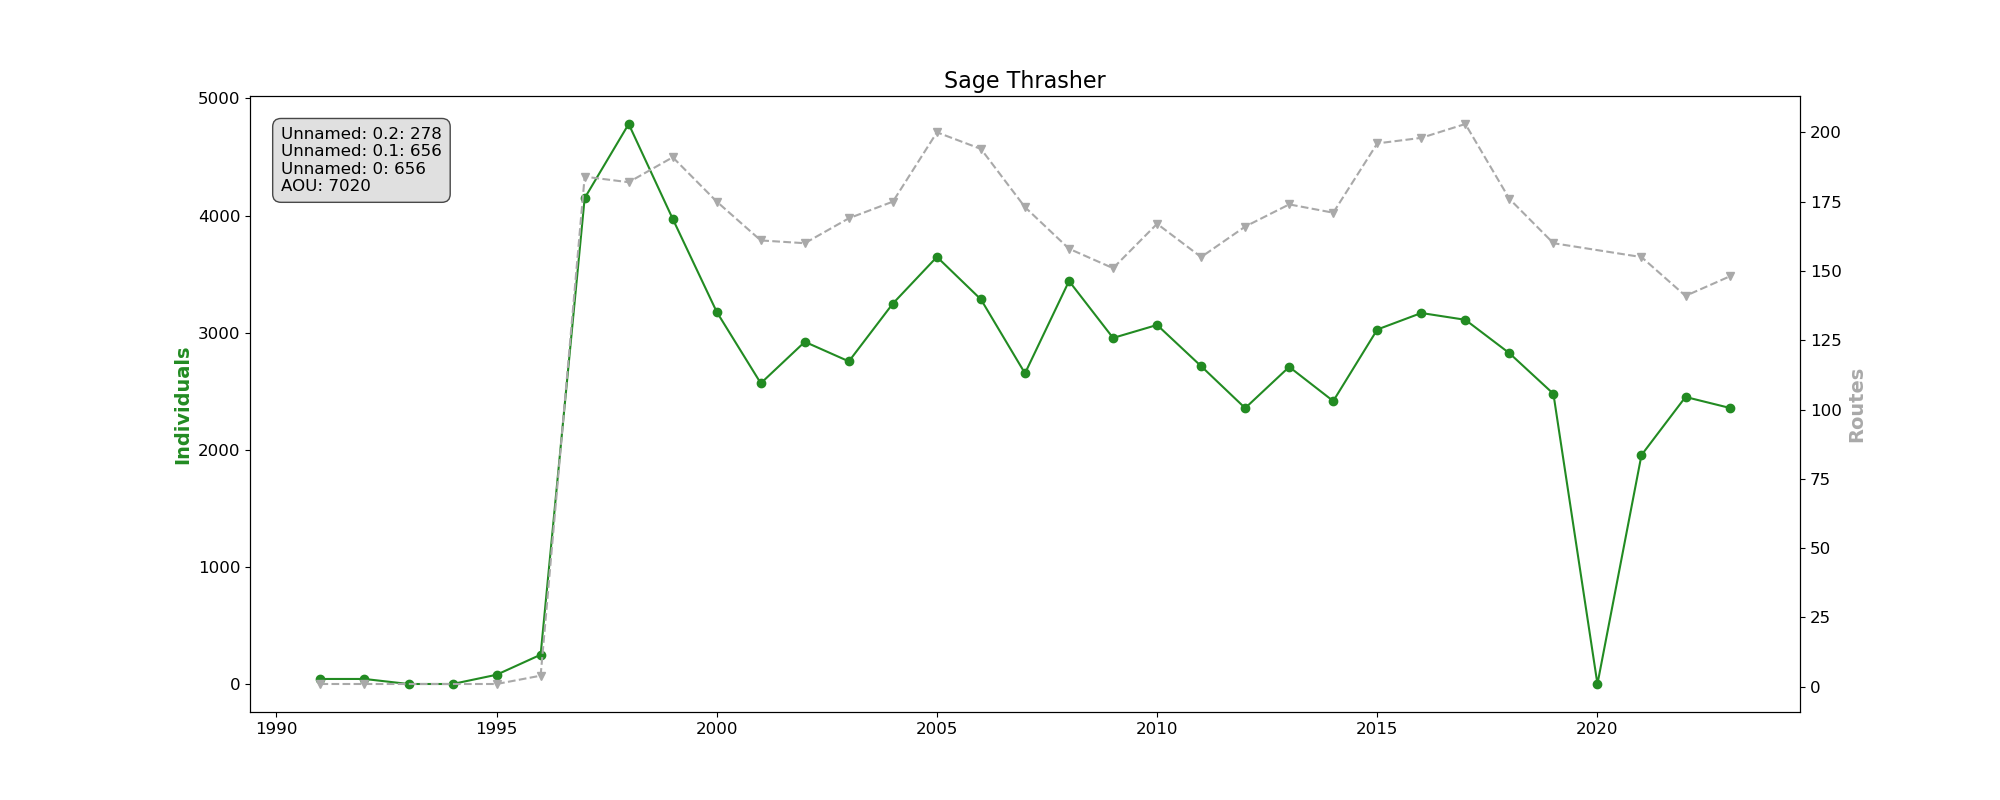 Sage Thrasher
Unnamed: 0.2: 278
Unnamed: 0.1: 656
Unnamed: 0: 656
AOU: 7020
5000
4000
3000
2000
1000
0
Individuals
200
175
150
125
100
75
50
25
0
Routes
1990 1995 2000 2005 2010 2015 2020